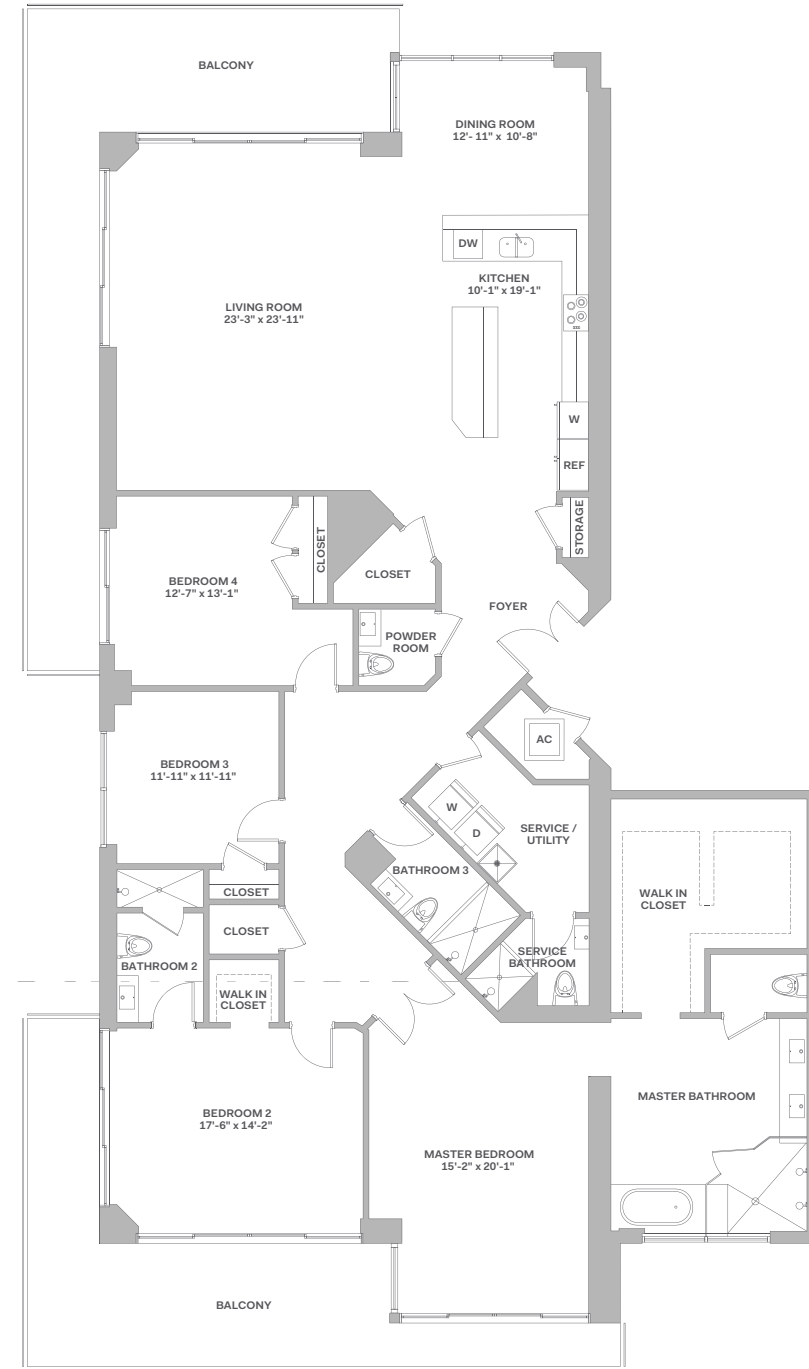 BALCONY
DINING ROOM
12'- 11" x 10'-8"
DW
KITCHEN
10'-1" x 19'-1"
LIVING ROOM
23'-3" x 23'-11"
W
REF
STORAGE
CLOSET
CLOSET
BEDROOM 4
12'-7" x 13'-1"
FOYER
POWDER
ROOM
AC
BEDROOM 3
11'-11" x 11'-11"
W
D
SERVICE /
UTILITY
BATHROOM 3
CLOSET
WALK IN
CLOSET
CLOSET
SERVICE
BATHROOM
BATHROOM 2
WALK IN
CLOSET
MASTER BATHROOM
BEDROOM 2
17'-6" x 14'-2"
MASTER BEDROOM
15'-2" x 20'-1"
BALCONY